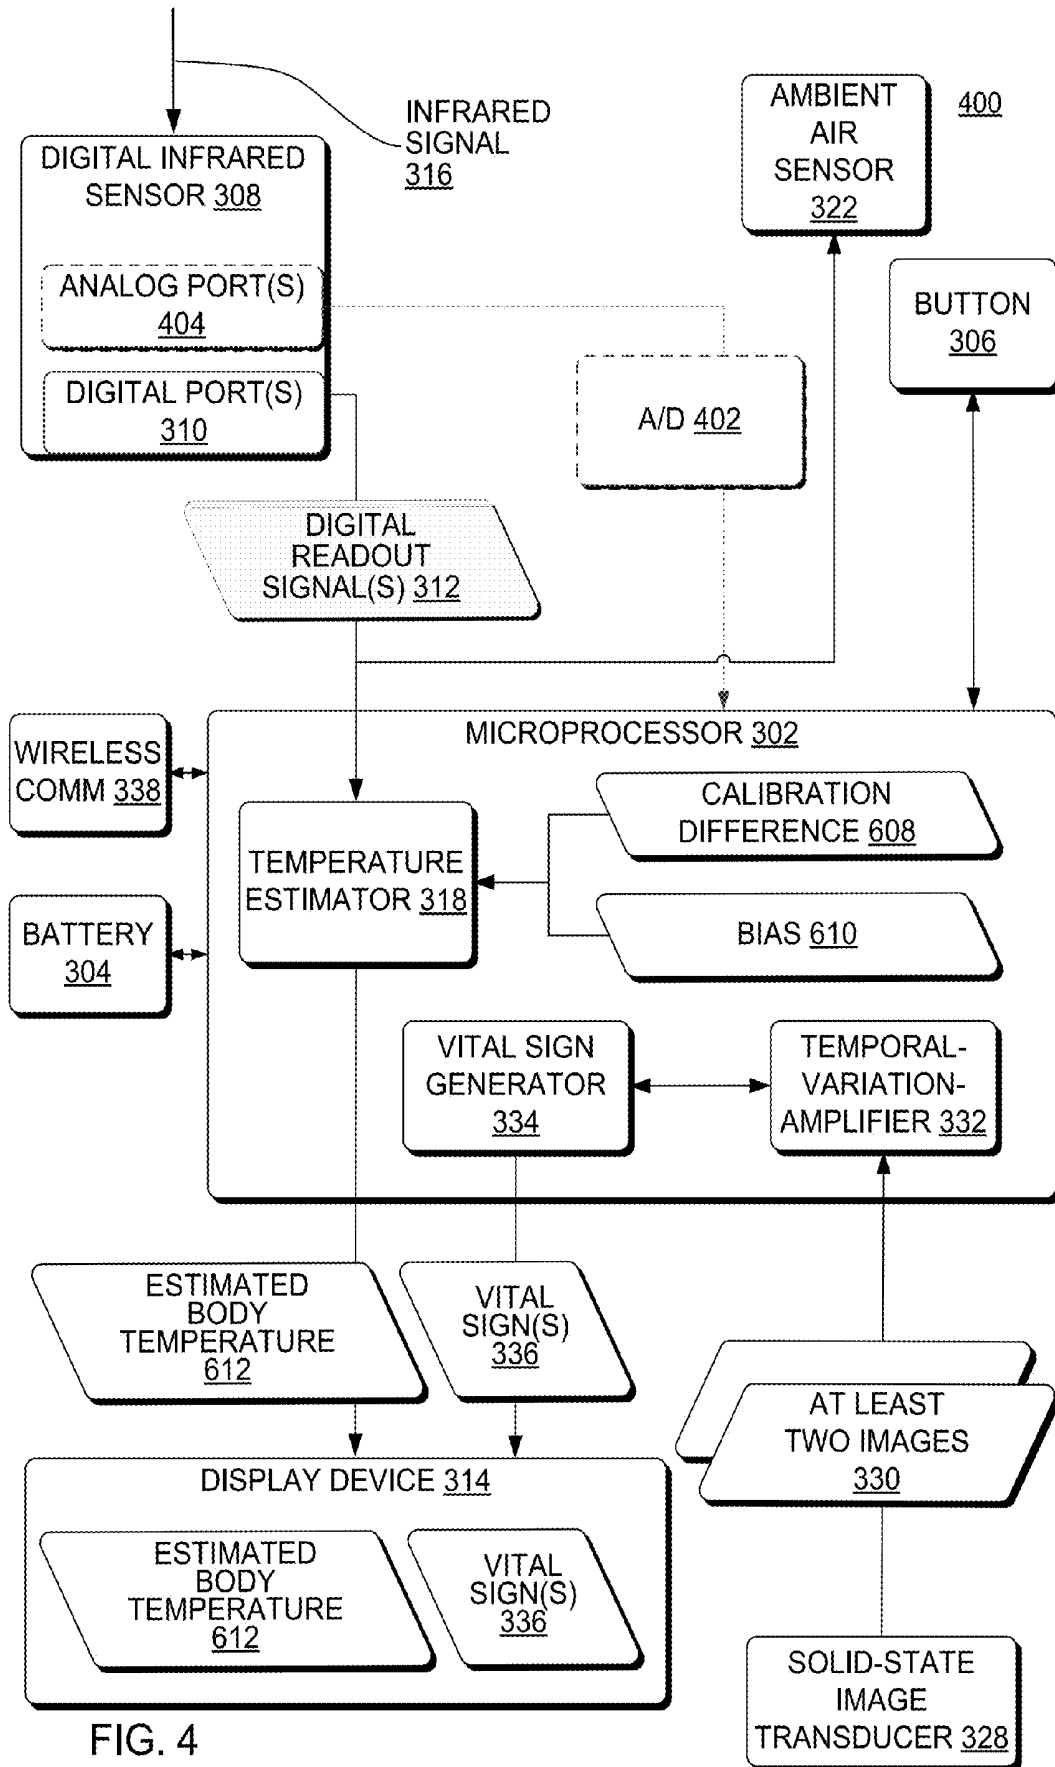 INFRARED
SIGNAL
316
AMBIENT
AIR
SENSOR
322
400
DIGITAL INFRARED
SENSOR 308
ANALOG PORT(S)
404
DIGITAL PORT(S)
310
BUTTON
306
A/D 402
DIGITAL
READOUT
SIGNAL(S) 312
MICROPROCESSOR 302
WIRELESS
COMM 338
CALIBRATION
DIFFERENCE 608
TEMPERATURE
ESTIMATOR 318
BATTERY
304
BIAS 610
VITAL SIGN
GENERATOR
334
TEMPORAL-
VARIATION-
AMPLIFIER 332
ESTIMATED
BODY
TEMPERATURE
612
VITAL
SIGN(S)
336
AT LEAST
TWO IMAGES
330
DISPLAY DEVICE 314
ESTIMATED
BODY
TEMPERATURE
612
VITAL
SIGN(S)
336
SOLID-STATE
IMAGE
TRANSDUCER 328
FIG. 4